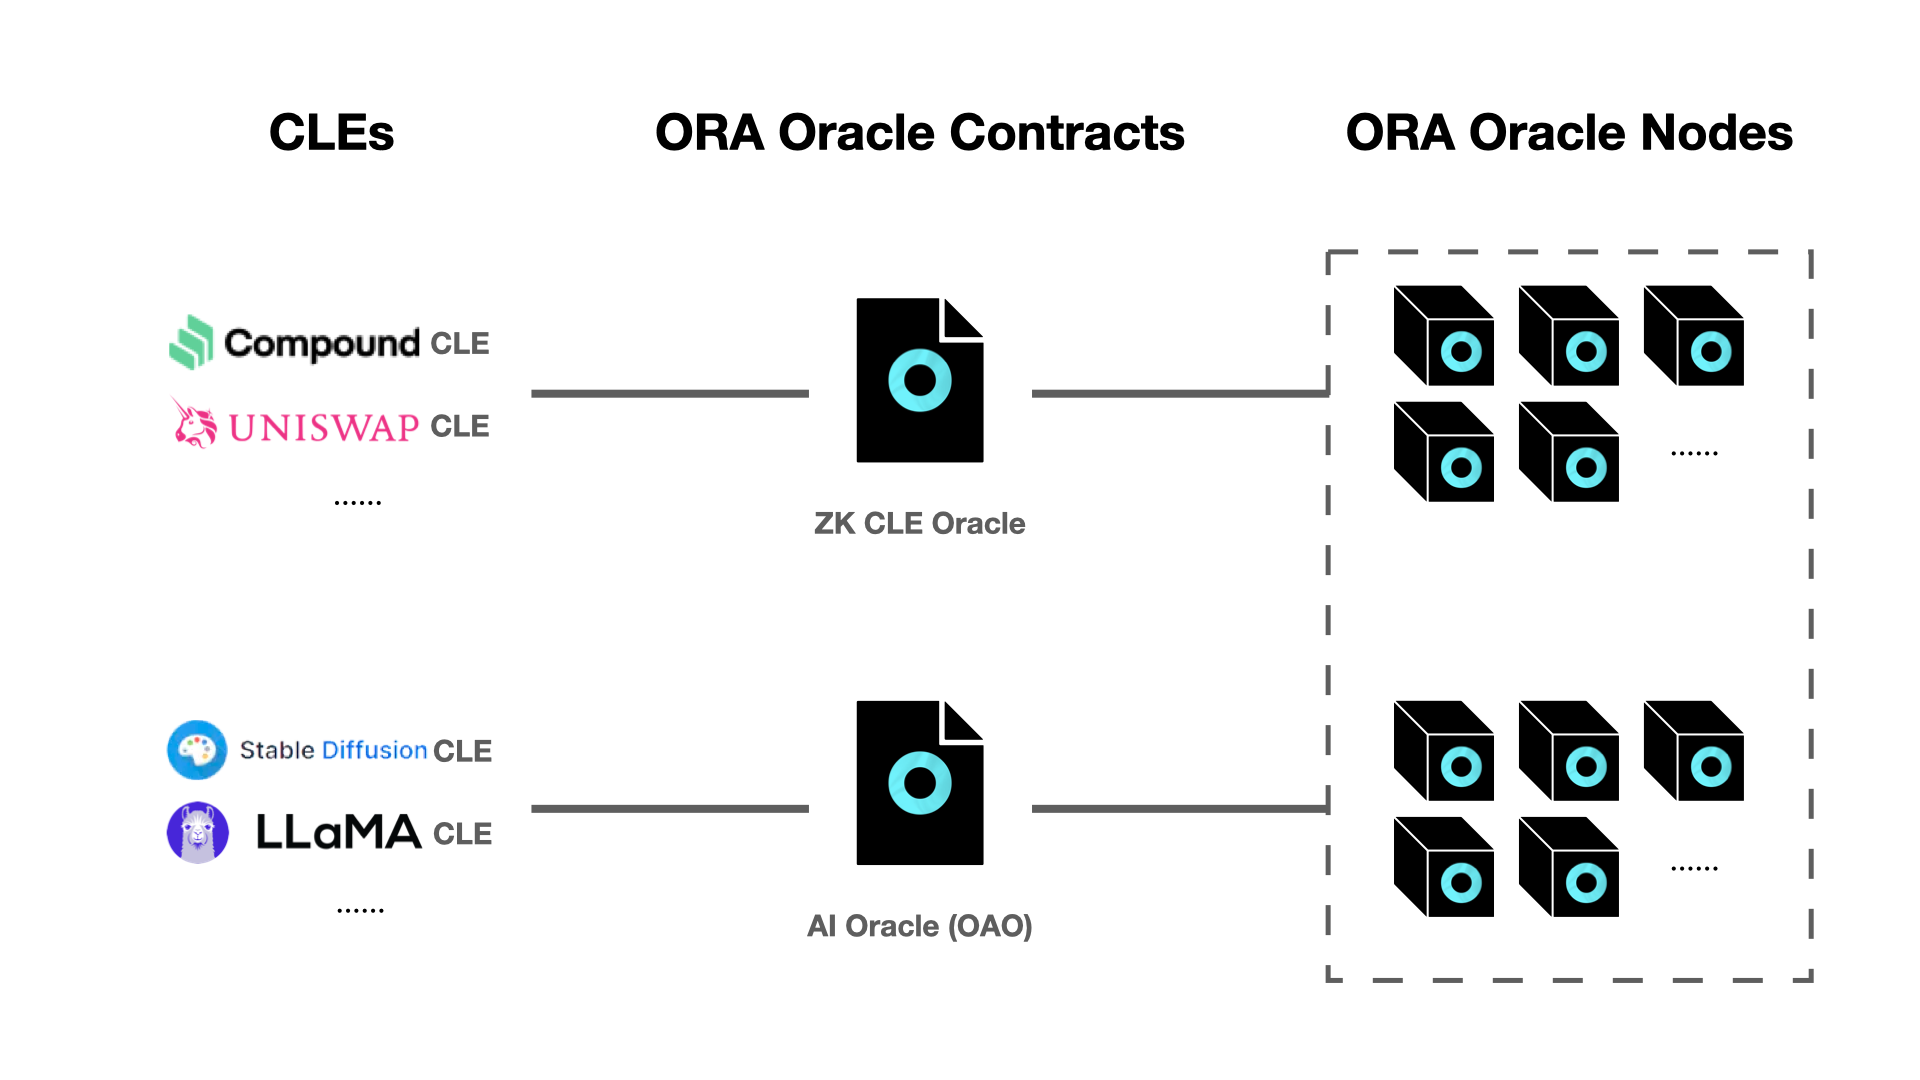 CLEs
ORA Oracle Contracts
ORA Oracle Nodes
Compound CLE
UNISWAP CLE
......
ZK CLE Oracle
......
Stable Diffusion CLE
LLaMA CLE
......
AI Oracle (OAO)
......